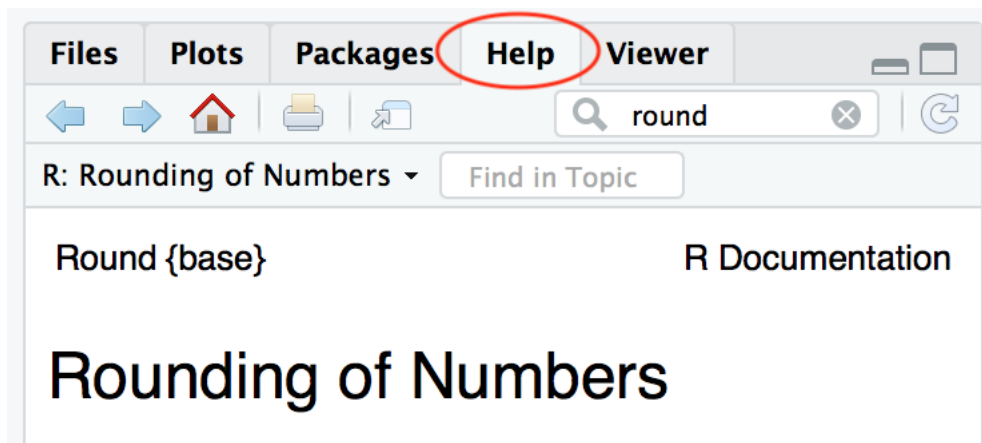 Files Plots Packages Help Viewer
round
R: Rounding of Numbers Find in Topic
Round {base} R Documentation
Rounding of Numbers